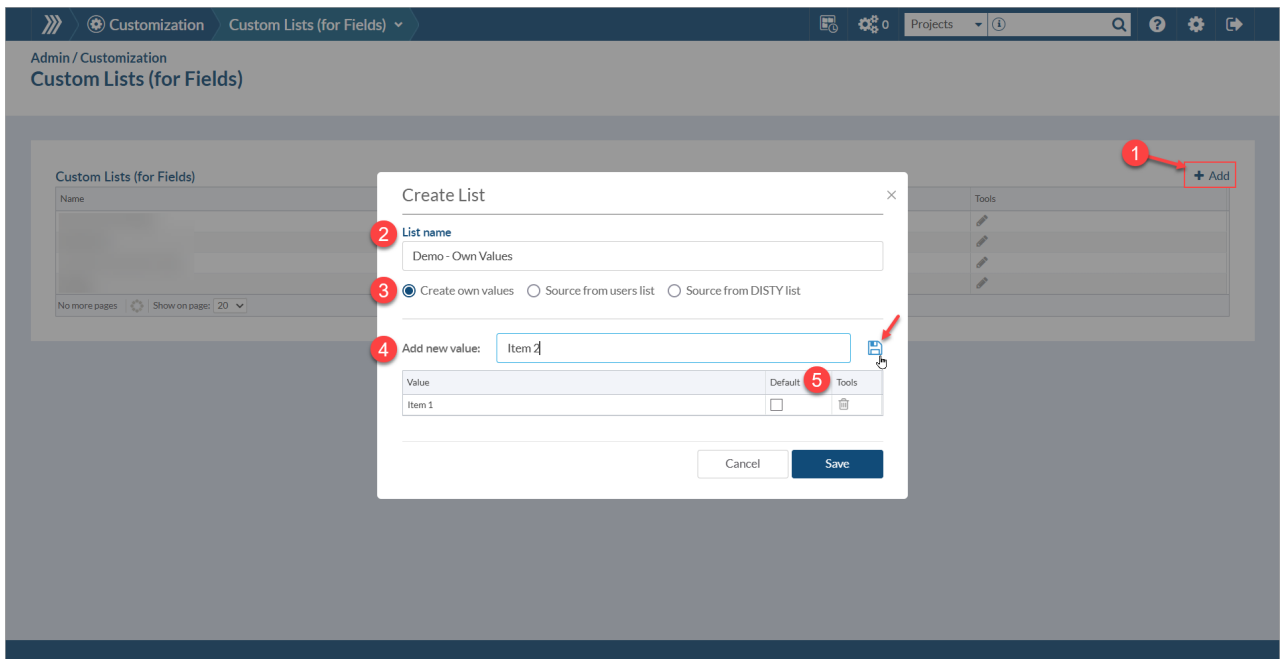 Customization Custom Lists (for Fields) 0 Projects
Admin / Customization
Custom Lists (for Fields)
1
Custom Lists (for Fields) + Add
Name Tools
No more pages Show on page: 20
Create List ×
2 List name
Demo - Own Values
3 Create own values Source from users list Source from DISTY list
4 Add new value: Item 2
Value Default 5 Tools
Item 1
Cancel Save